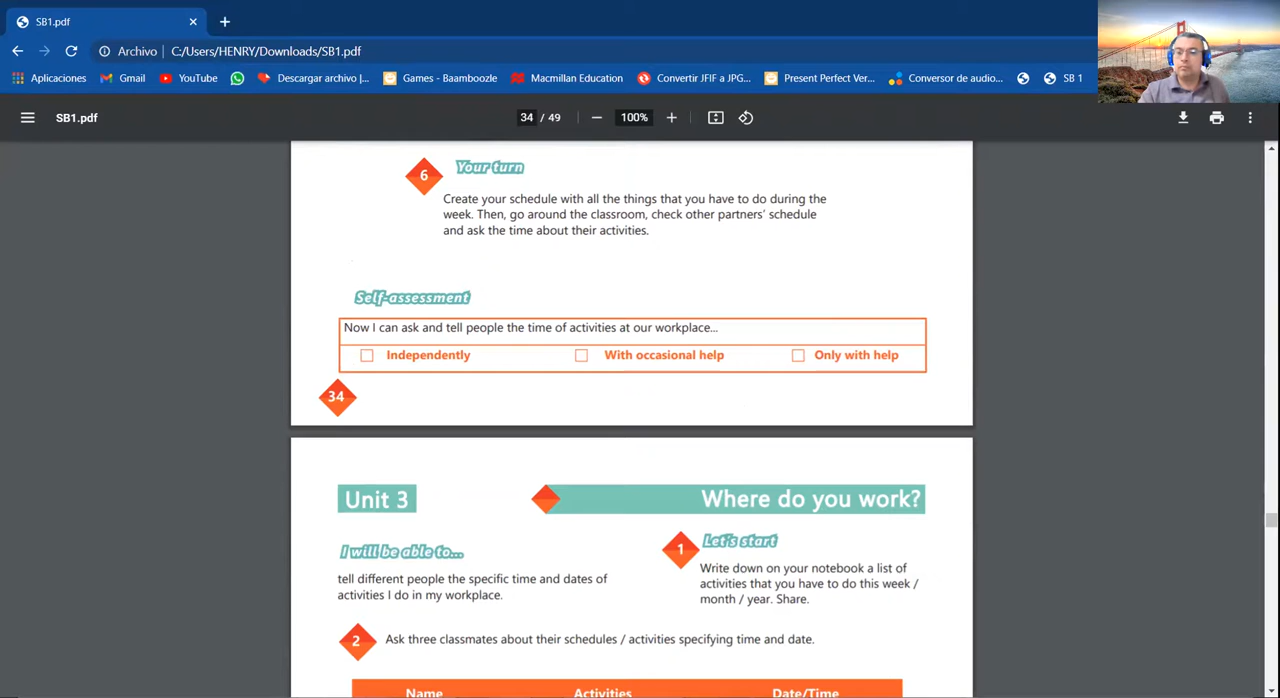 SB1.pdf
Archivo C:/Users/HENRY/Downloads/SB1.pdf
Aplicaciones Gmail YouTube Descargar archivo |... Games - Baamboozle Macmillan Education Convertir JFIF a JPG... Present Perfect Ver... Conversor de audio... SB 1
SB1.pdf 34 / 49 − 100% +
6 Your turn
Create your schedule with all the things that you have to do during the
week. Then, go around the classroom, check other partners' schedule
and ask the time about their activities.
Self-assessment
Now I can ask and tell people the time of activities at our workplace...
Independently With occasional help Only with help
34
Unit 3 Where do you work?
I will be able to...
tell different people the specific time and dates of
activities I do in my workplace.
1 Let's start
Write down on your notebook a list of
activities that you have to do this week /
month / year. Share.
2 Ask three classmates about their schedules / activities specifying time and date.
Name Activities Date/Time